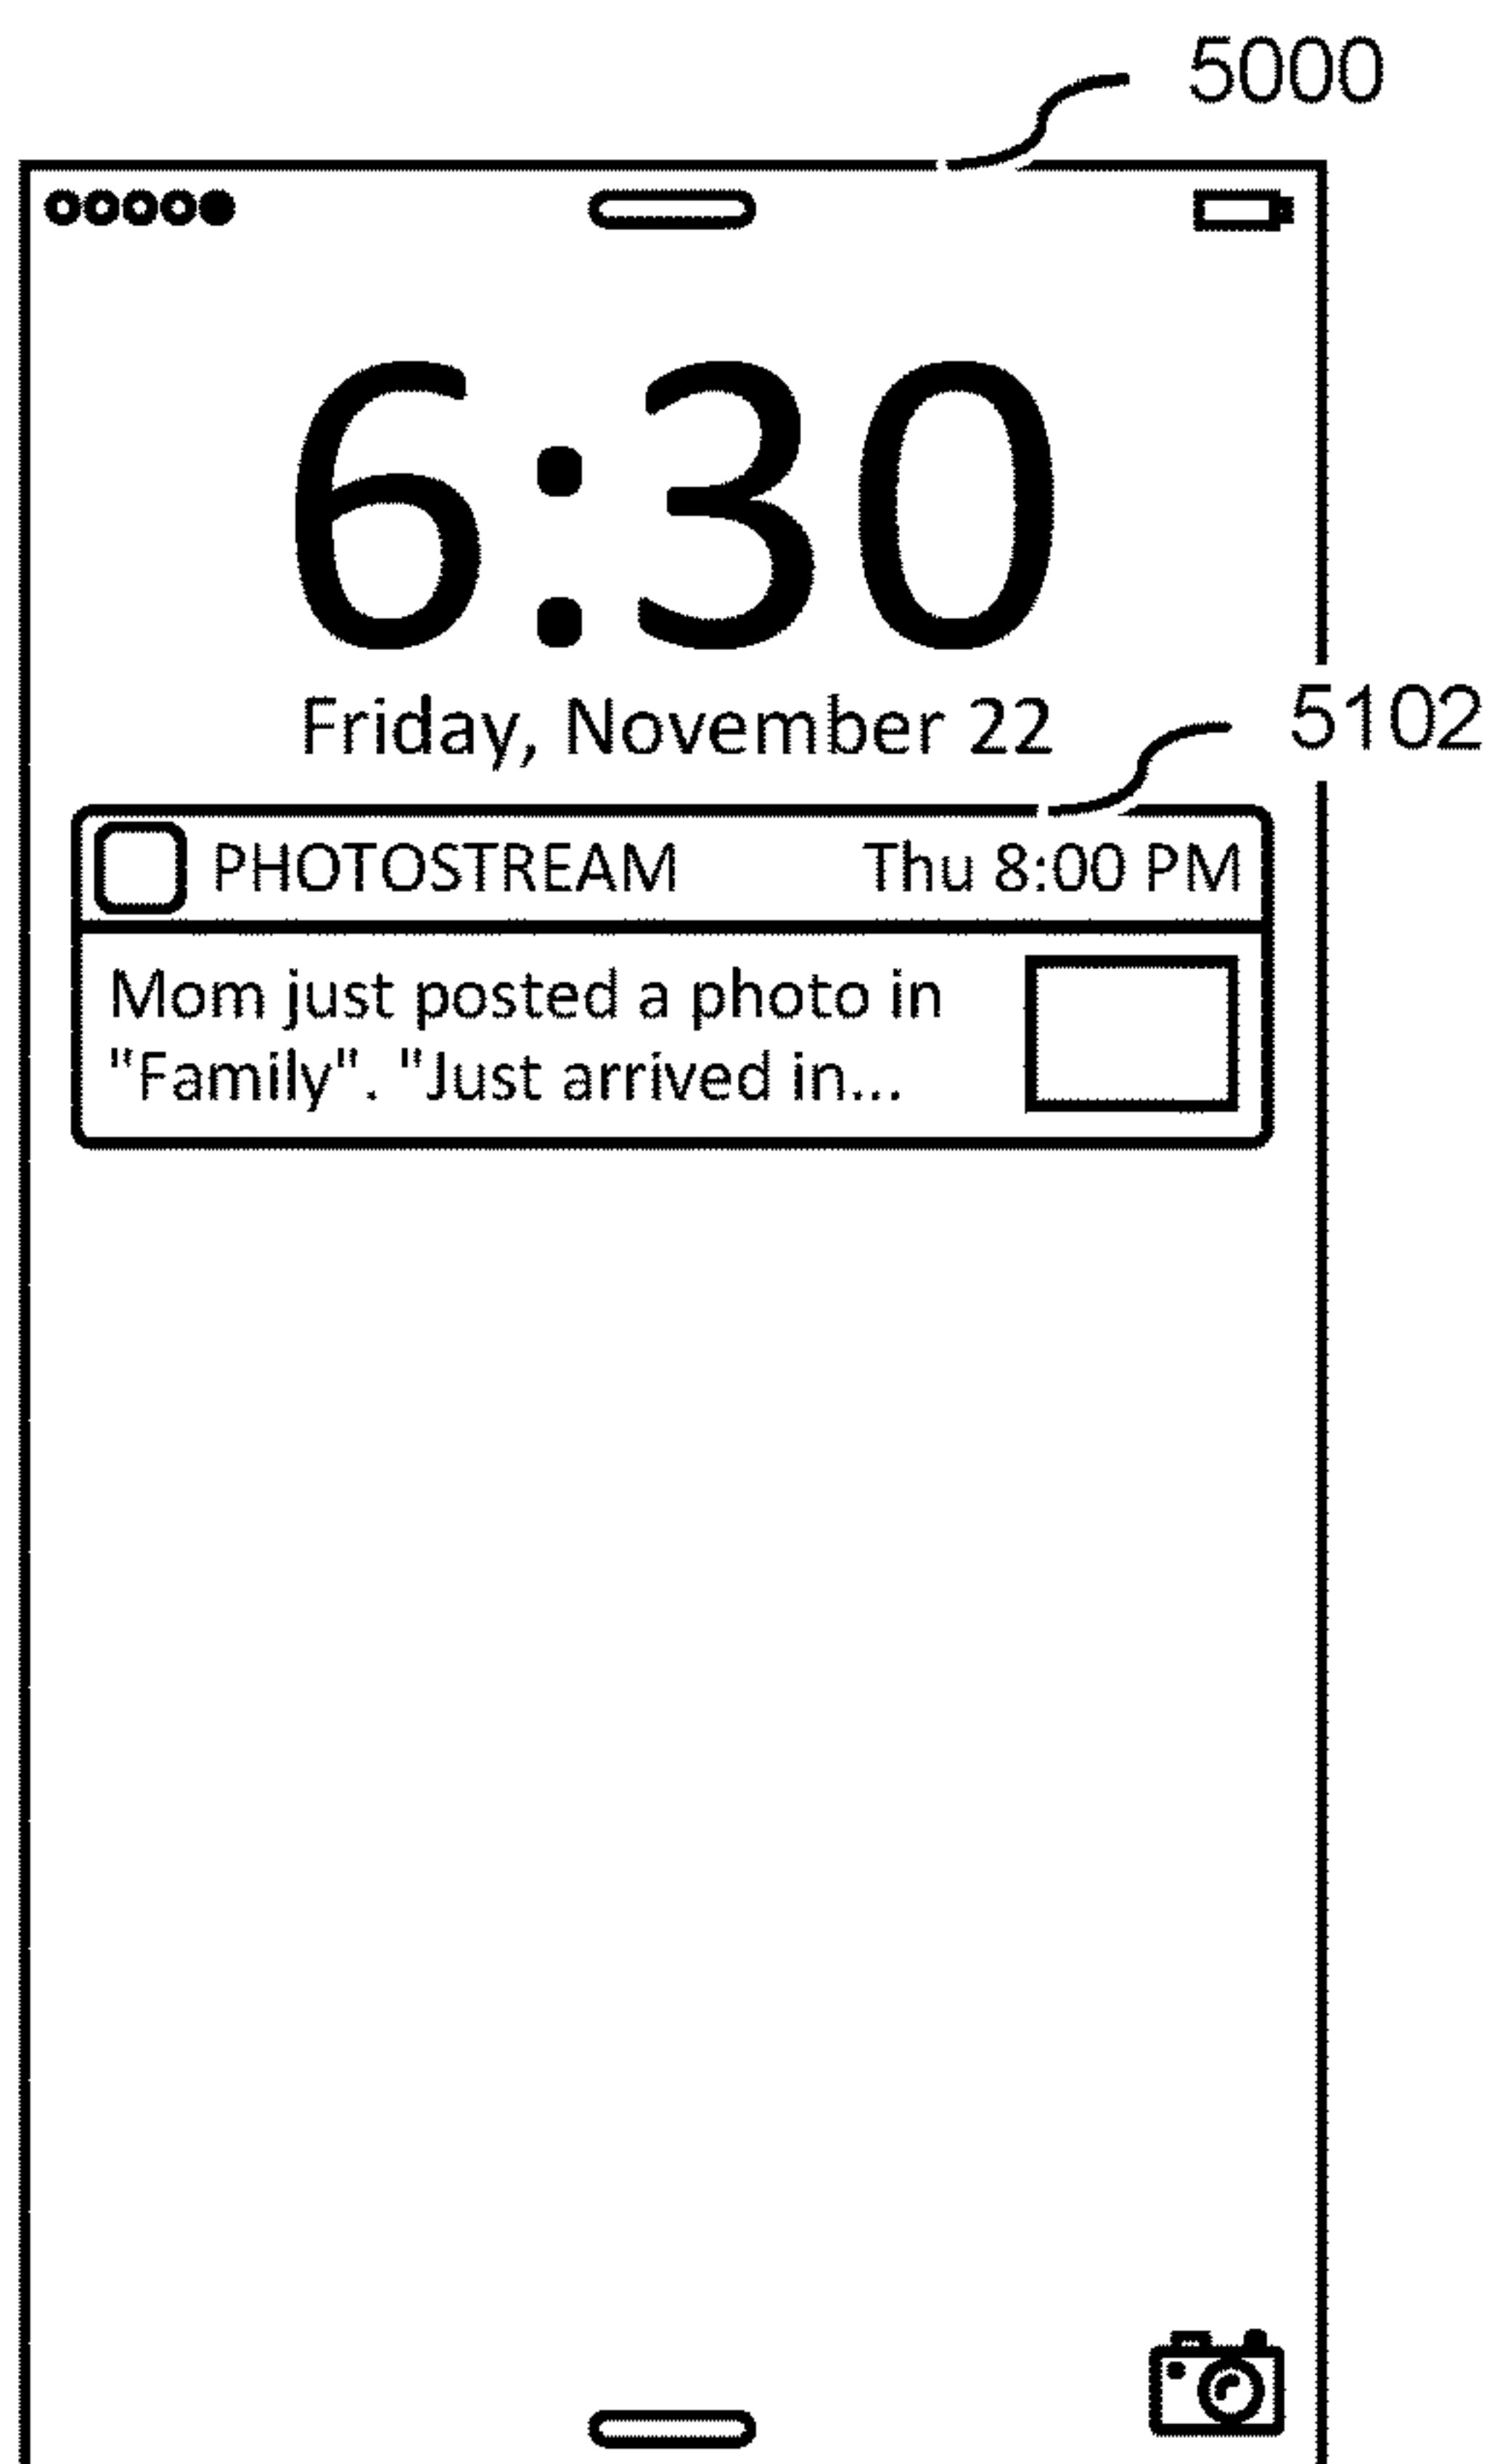 5000
6:30
Friday, November 22
5102
PHOTOSTREAM Thu 8:00 PM
Mom just posted a photo in
"Family". "Just arrived in...